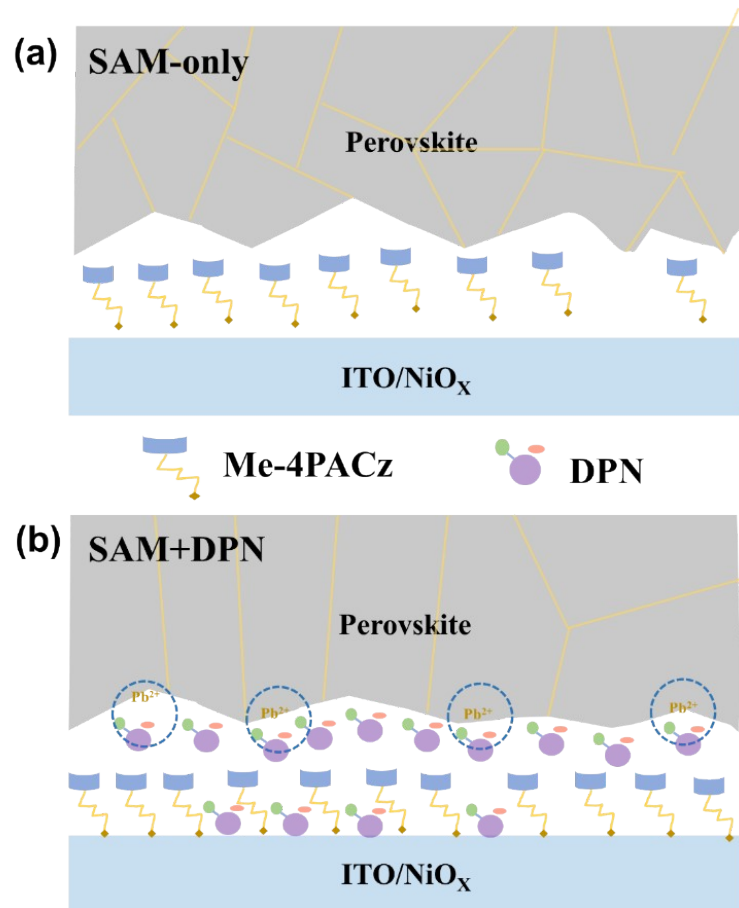 (a)
SAM-only
Perovskite
ITO/NiOX
Me-4PACz
DPN
(b)
SAM+DPN
Perovskite
Pb²⁺
Pb²⁺
Pb²⁺
Pb²⁺
ITO/NiOX